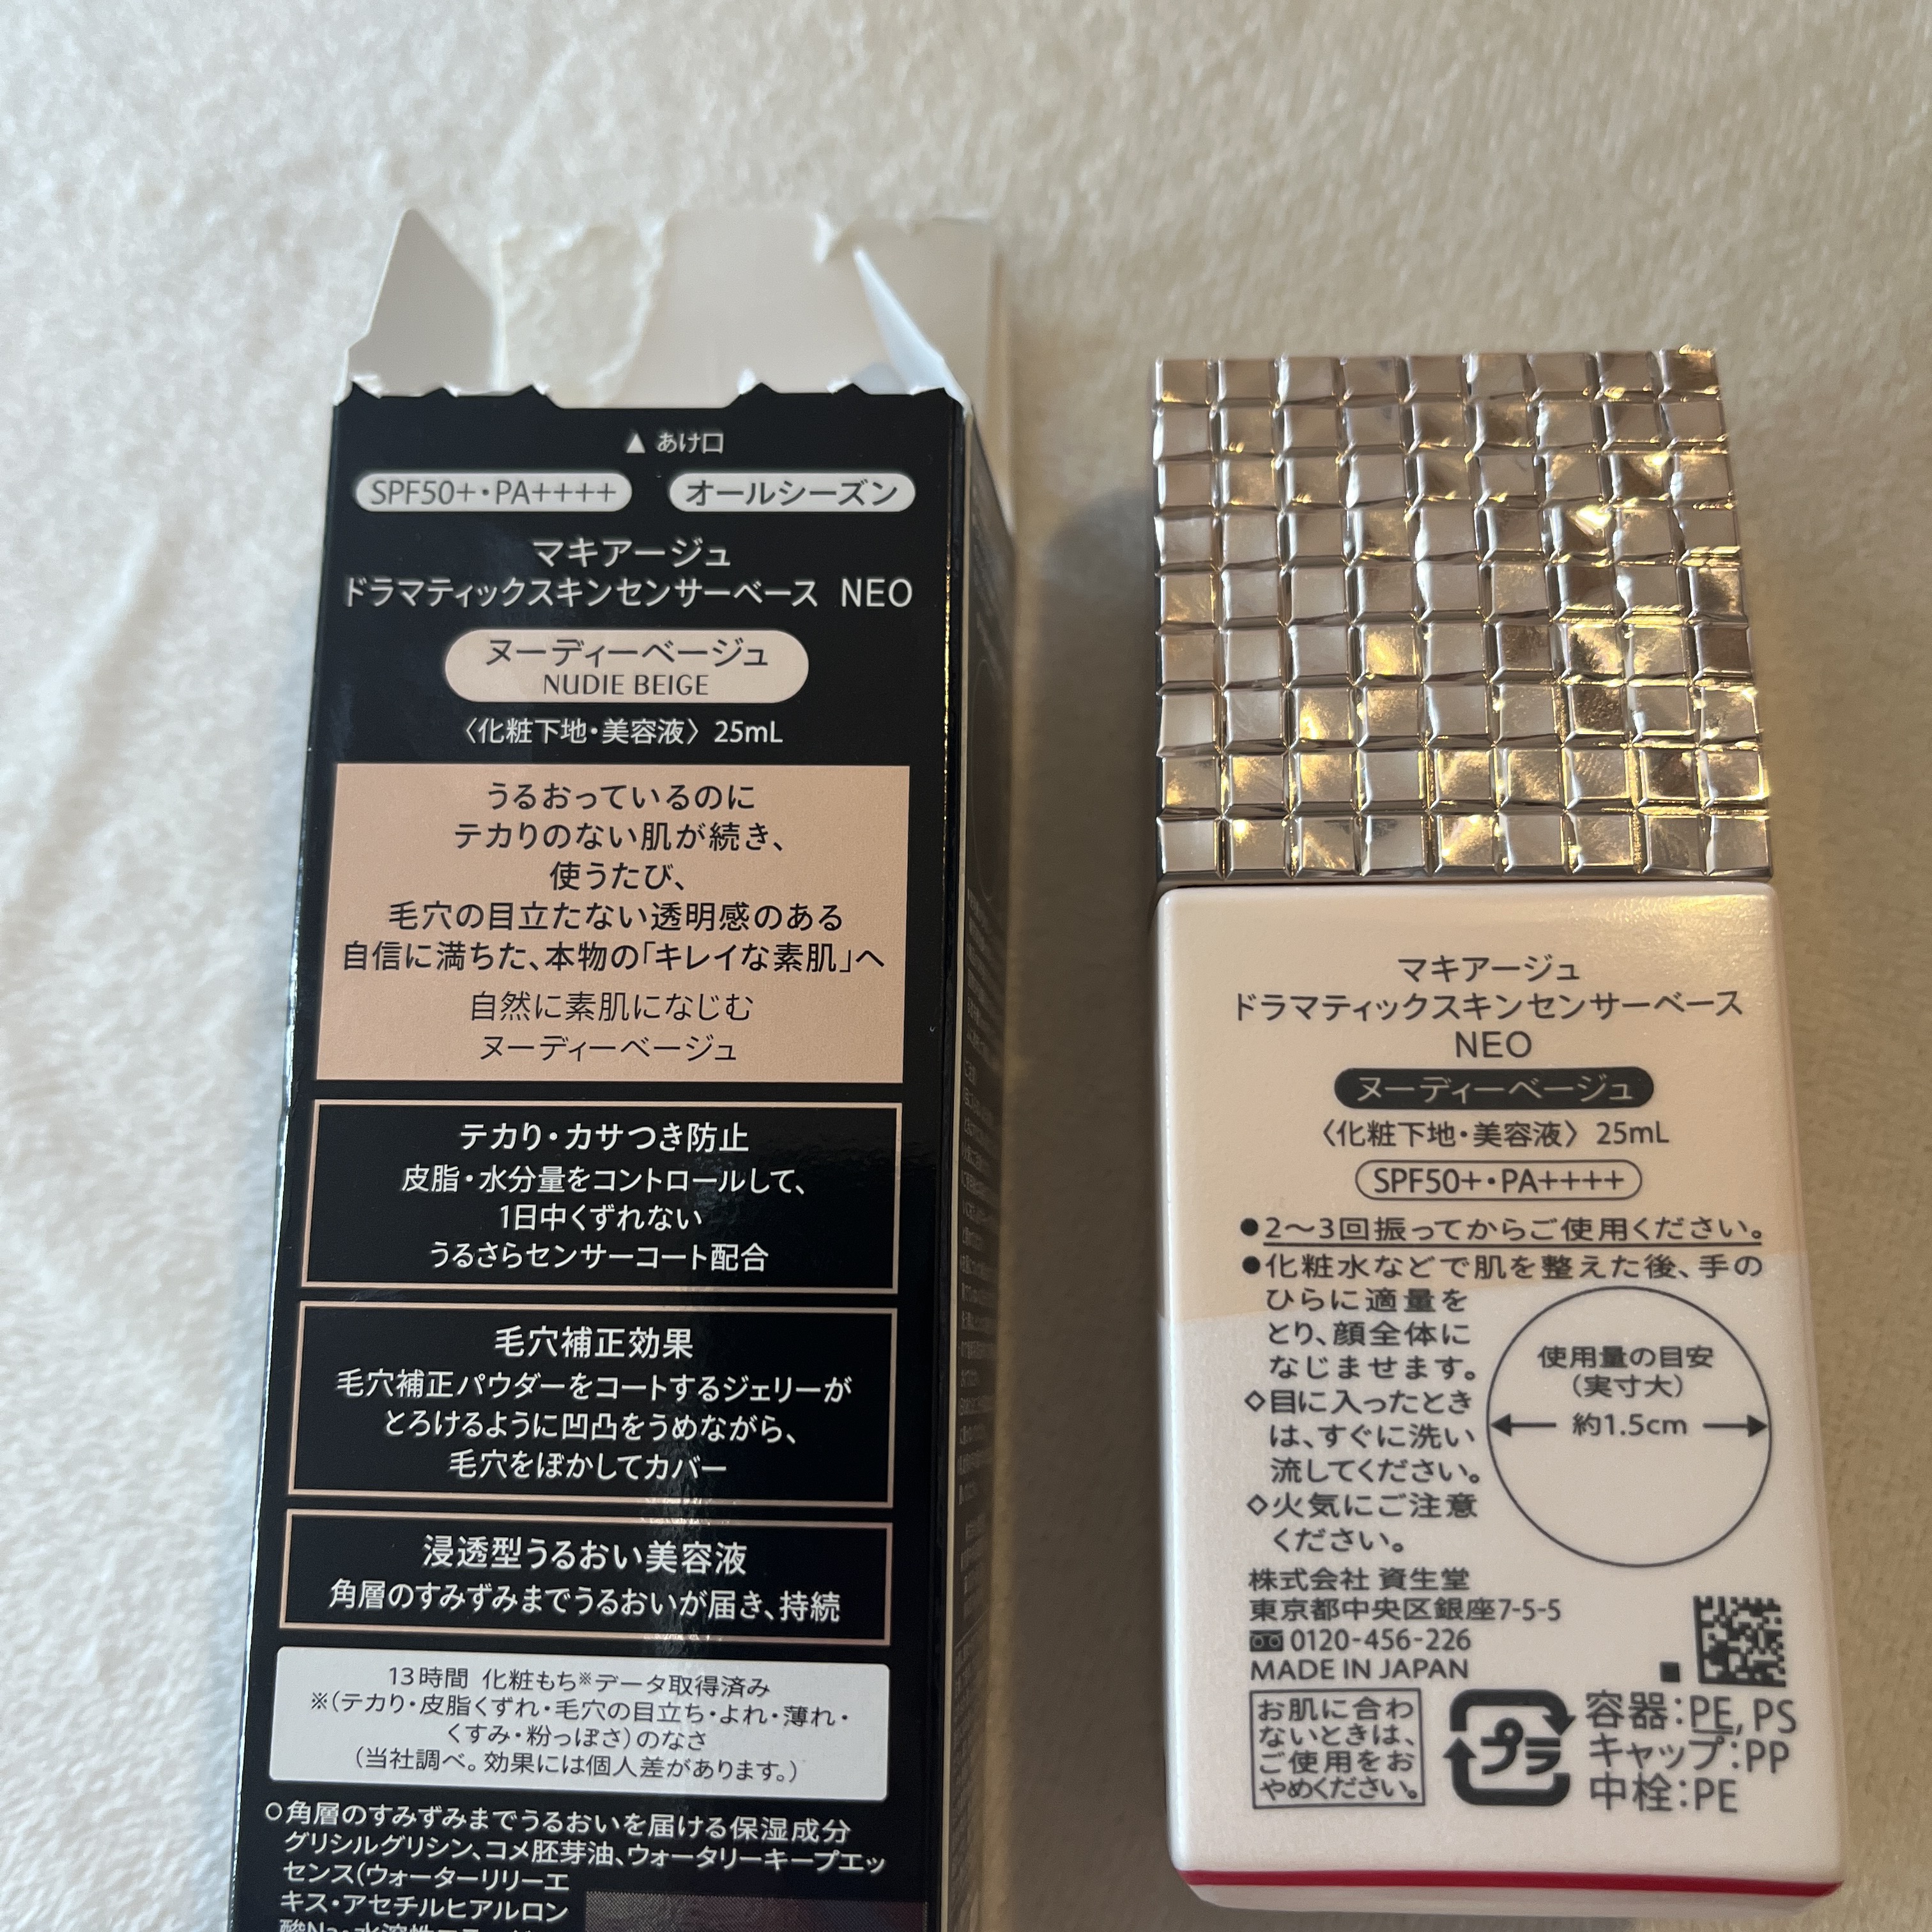 ▲ あけ口
SPF50+・PA++++ オールシーズン
マキアージュ
ドラマティックスキンセンサーベース NEO
ヌーディーベージュ
NUDIE BEIGE
〈化粧下地・美容液〉 25mL
うるおっているのに
テカりのない肌が続き、
使うたび、
毛穴の目立たない透明感のある
自信に満ちた、本物の「キレイな素肌」へ
自然に素肌になじむ
ヌーディーベージュ
テカり・カサつき防止
皮脂・水分量をコントロールして、
1日中くずれない
うるさらセンサーコート配合
毛穴補正効果
毛穴補正パウダーをコートするジェリーが
とろけるように凹凸をうめながら、
毛穴をぼかしてカバー
浸透型うるおい美容液
角層のすみずみまでうるおいが届き、持続
13時間 化粧もち※データ取得済み
※(テカり・皮脂くずれ・毛穴の目立ち・よれ・薄れ・
くすみ・粉っぽさ)のなさ
(当社調べ。効果には個人差があります。)
○角層のすみずみまでうるおいを届ける保湿成分
グリシルグリシン、コメ胚芽油、ウォータリーキープエッ
センス(ウォーターリリーエ
キス・アセチルヒアルロン
マキアージュ
ドラマティックスキンセンサーベース
NEO
ヌーディーベージュ
〈化粧下地・美容液〉 25mL
SPF50+・PA++++
●2〜3回振ってからご使用ください。
●化粧水などで肌を整えた後、手の
ひらに適量を
とり、顔全体に
なじませます。
◇目に入ったとき
は、すぐに洗い
流してください。
◇火気にご注意
ください。
使用量の目安
(実寸大)
約1.5cm
株式会社 資生堂
東京都中央区銀座7-5-5
0120-456-226
MADE IN JAPAN
お肌に合わ
ないときは、
ご使用をお
やめください。
プラ
容器:PE, PS
キャップ:PP
中栓:PE